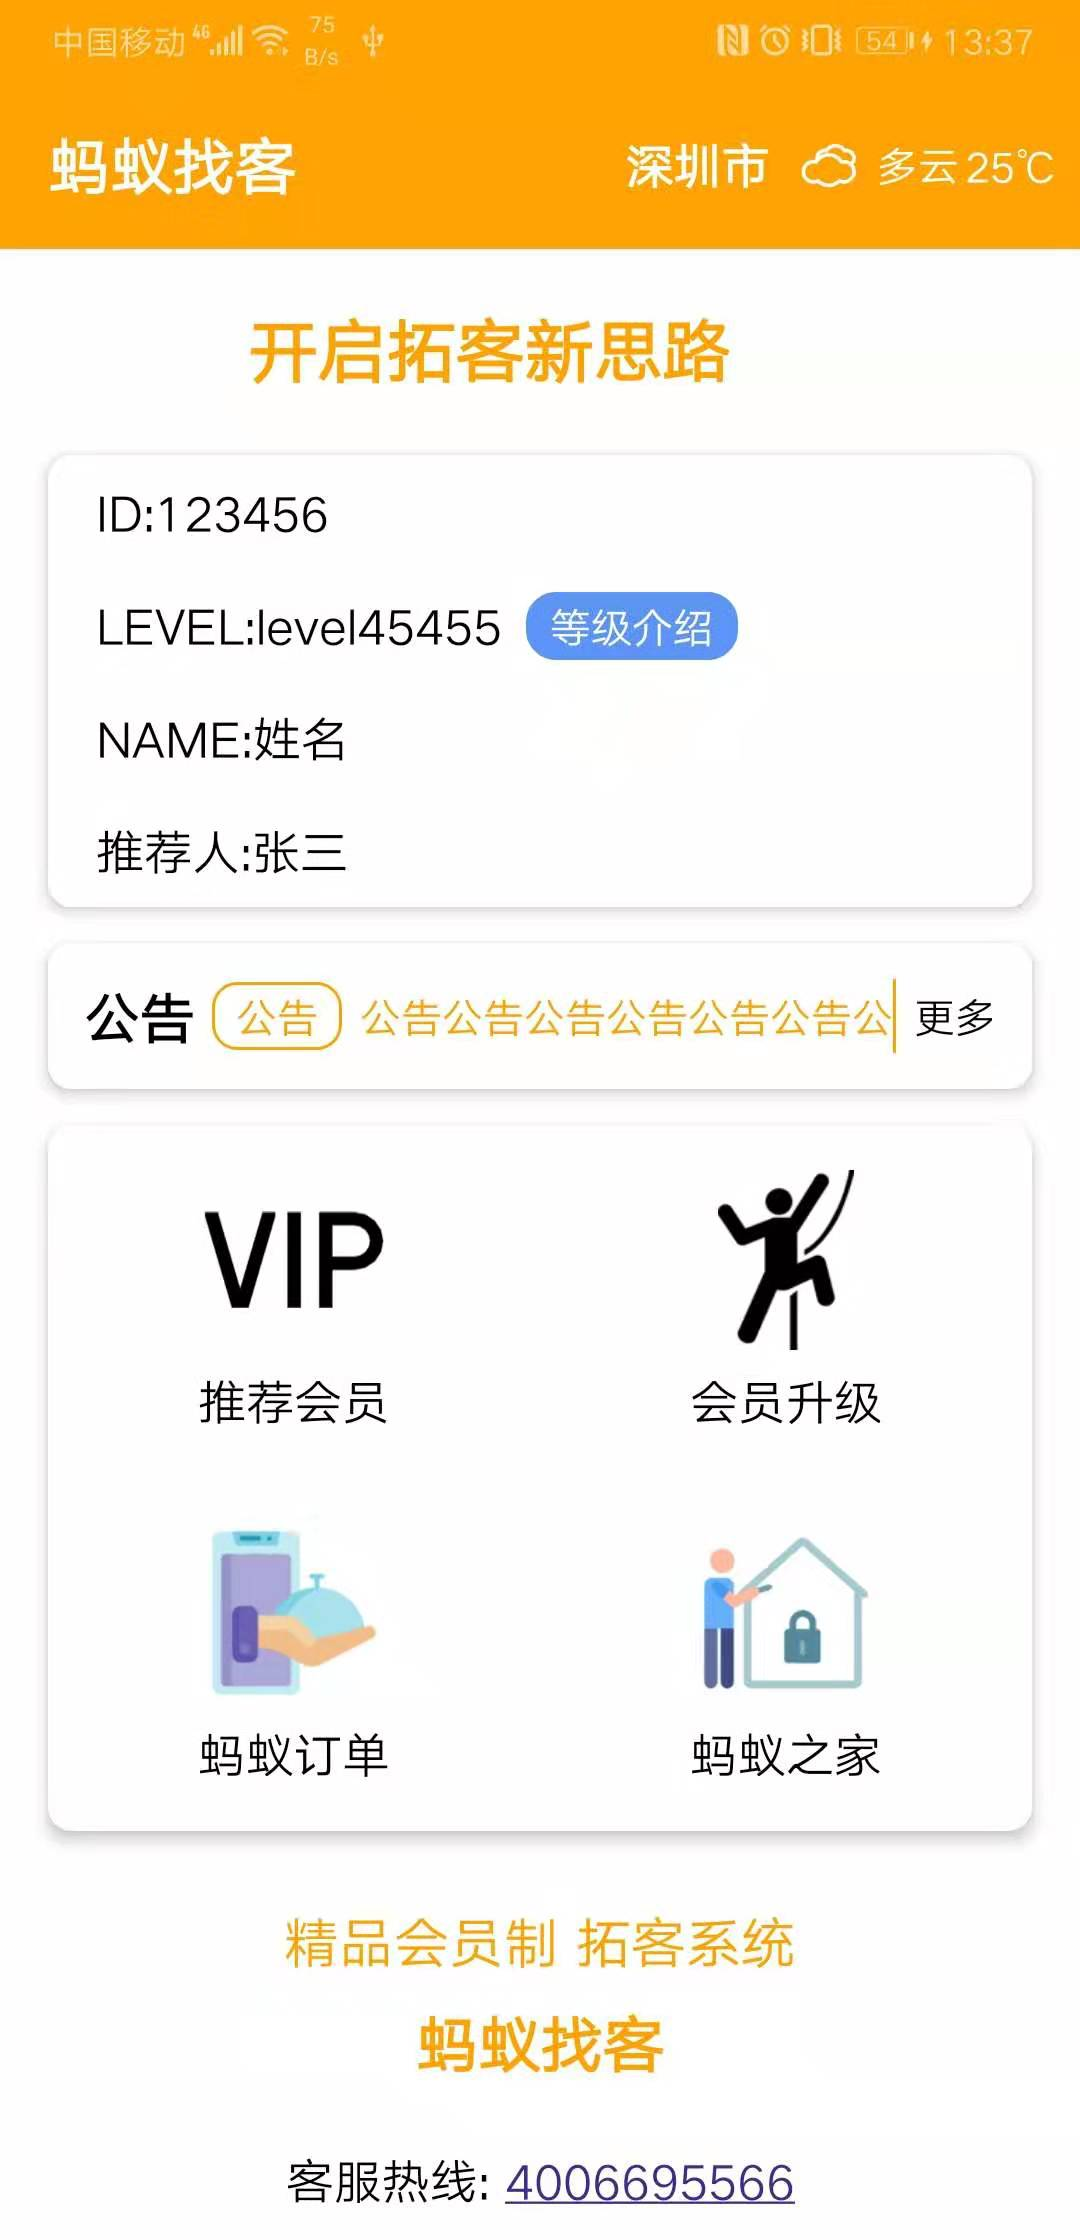 中国移动 4G 75 B/s 54 13:37
蚂蚁找客 深圳市 多云 25℃
开启拓客新思路
ID:123456
LEVEL:level45455 等级介绍
NAME:姓名
推荐人:张三
公告 公告 公告公告公告公告公告公告公 更多
VIP
推荐会员 会员升级
蚂蚁订单 蚂蚁之家
精品会员制 拓客系统
蚂蚁找客
客服热线: 4006695566